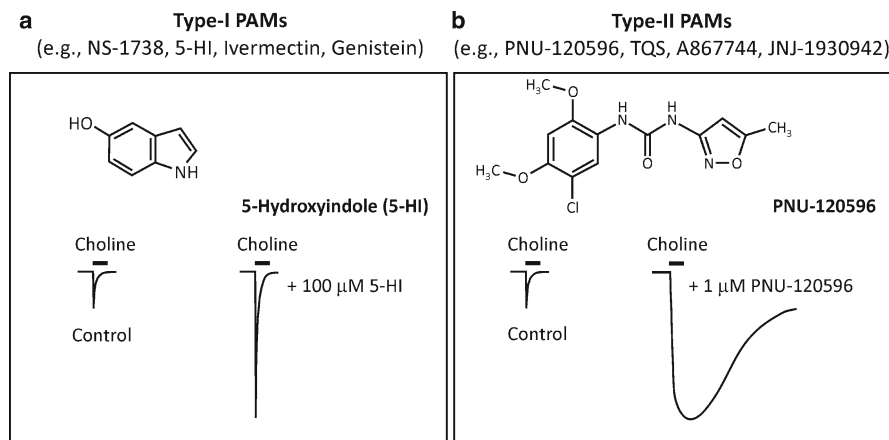 a
Type-I PAMs
(e.g., NS-1738, 5-HI, Ivermectin, Genistein)
HO
NH
5-Hydroxyindole (5-HI)
Choline
Choline
+ 100 μM 5-HI
Control
b
Type-II PAMs
(e.g., PNU-120596, TQS, A867744, JNJ-1930942)
H₃C
O
H
N
H
N
CH₃
O
N
O
H₃C
O
Cl
PNU-120596
Choline
Choline
+ 1 μM PNU-120596
Control